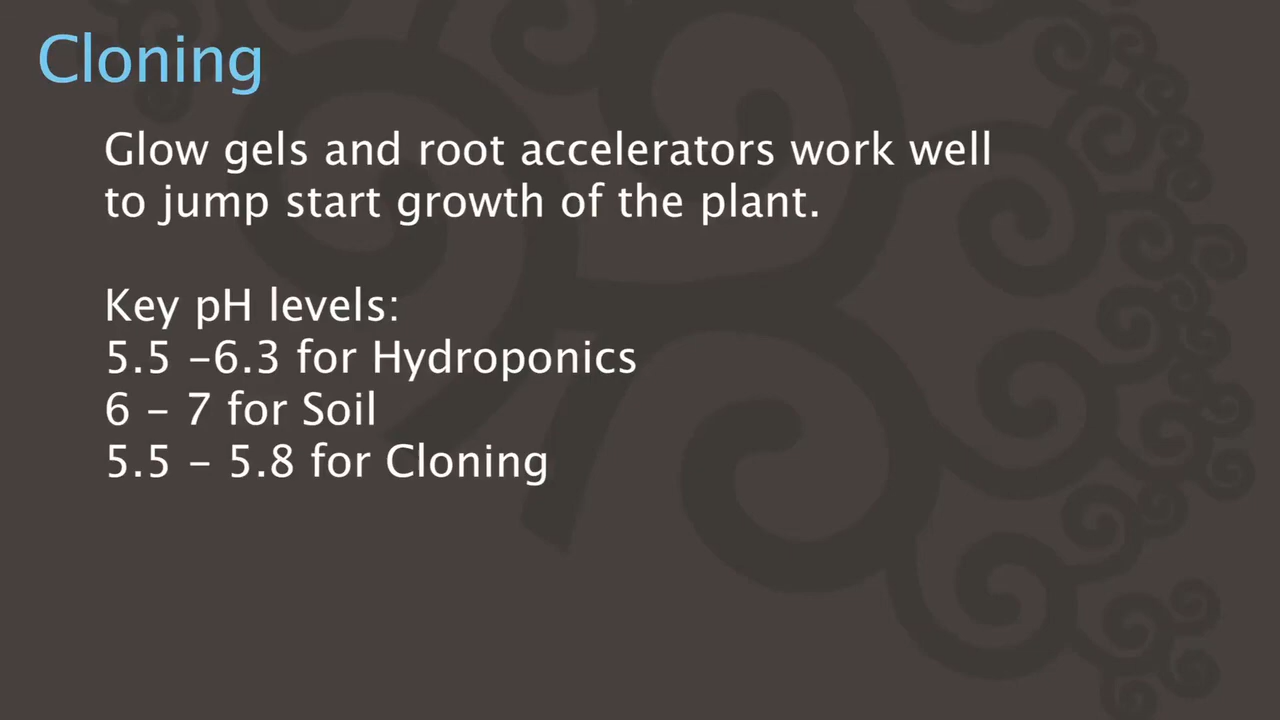 Cloning
Glow gels and root accelerators work well
to jump start growth of the plant.
Key pH levels:
5.5 –6.3 for Hydroponics
6 – 7 for Soil
5.5 – 5.8 for Cloning